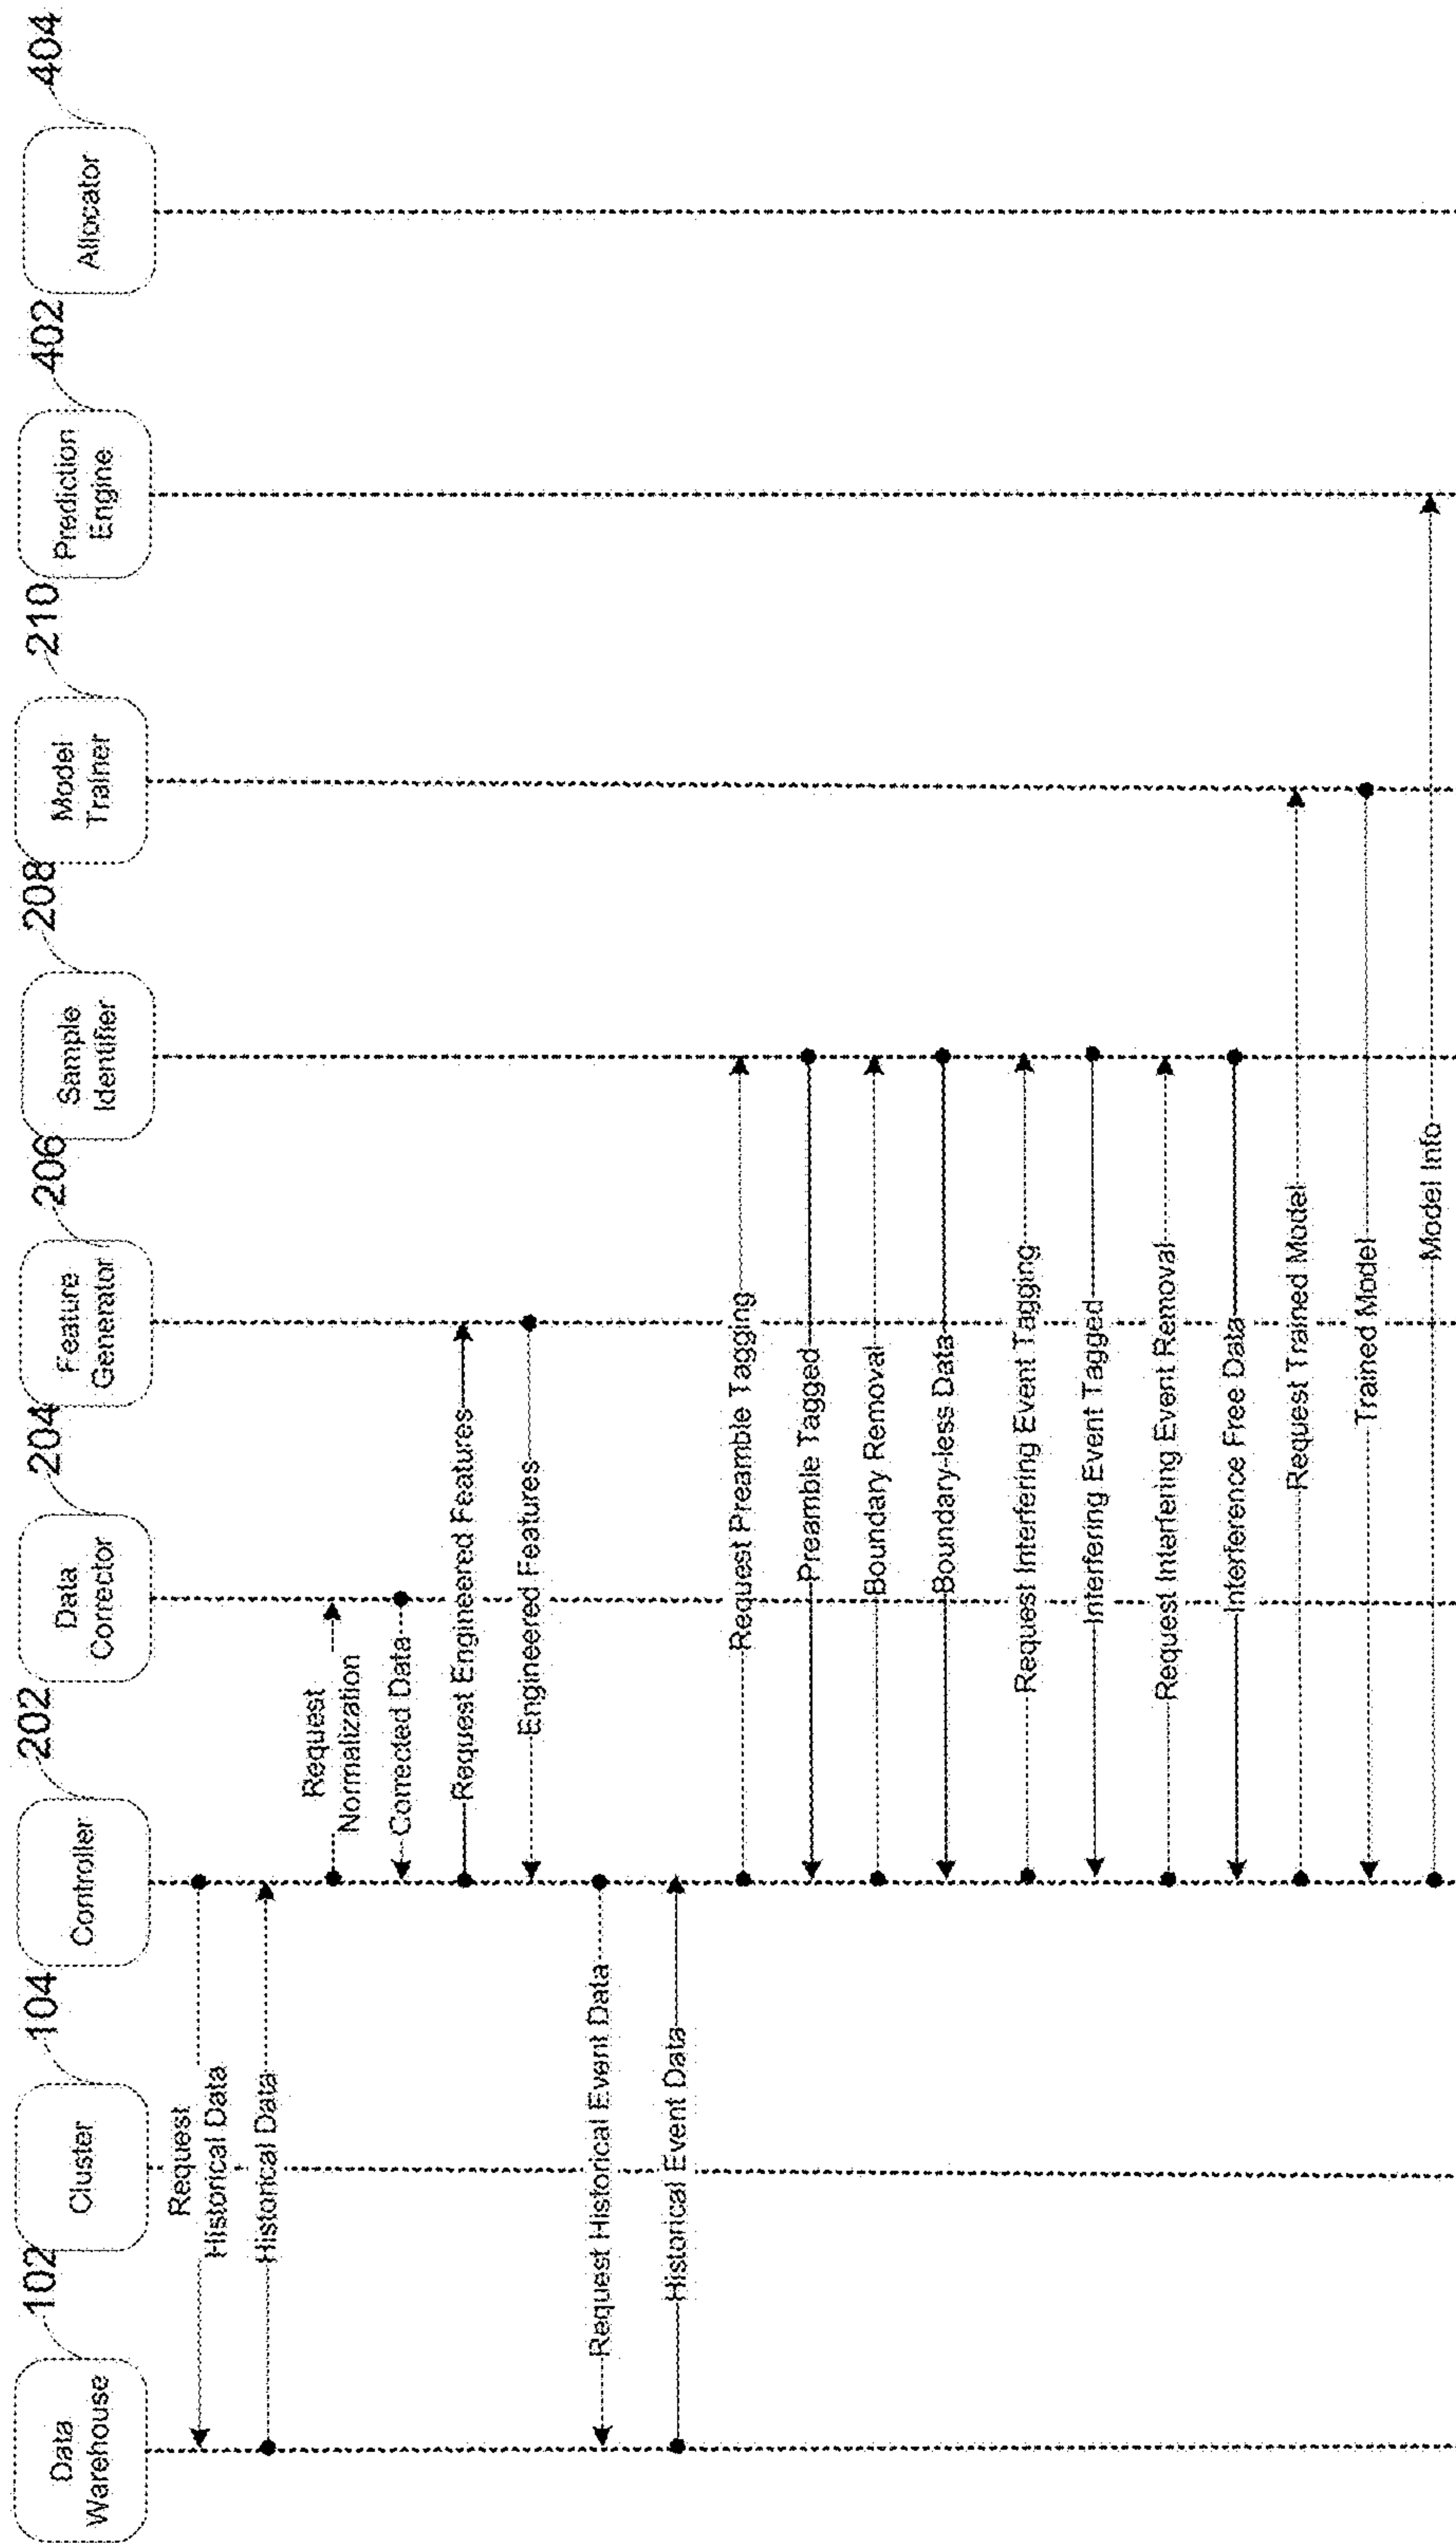 Data
Warehouse
102
Cluster
104
Controller
202
Data
Corrector
204
Feature
Generator
206
Sample
Identifier
208
Model
Trainer
210
Prediction
Engine
402
Allocator
404
Request
Historical Data
Historical Data
Request
Normalization
Corrected Data
Request Engineered Features
Engineered Features
Request Historical Event Data
Historical Event Data
Request Preamble Tagging
Preamble Tagged
Boundary Removal
Boundary-less Data
Request Interfering Event Tagging
Interfering Event Tagged
Request Interfering Event Removal
Interference Free Data
Request Trained Model
Trained Model
Model Info